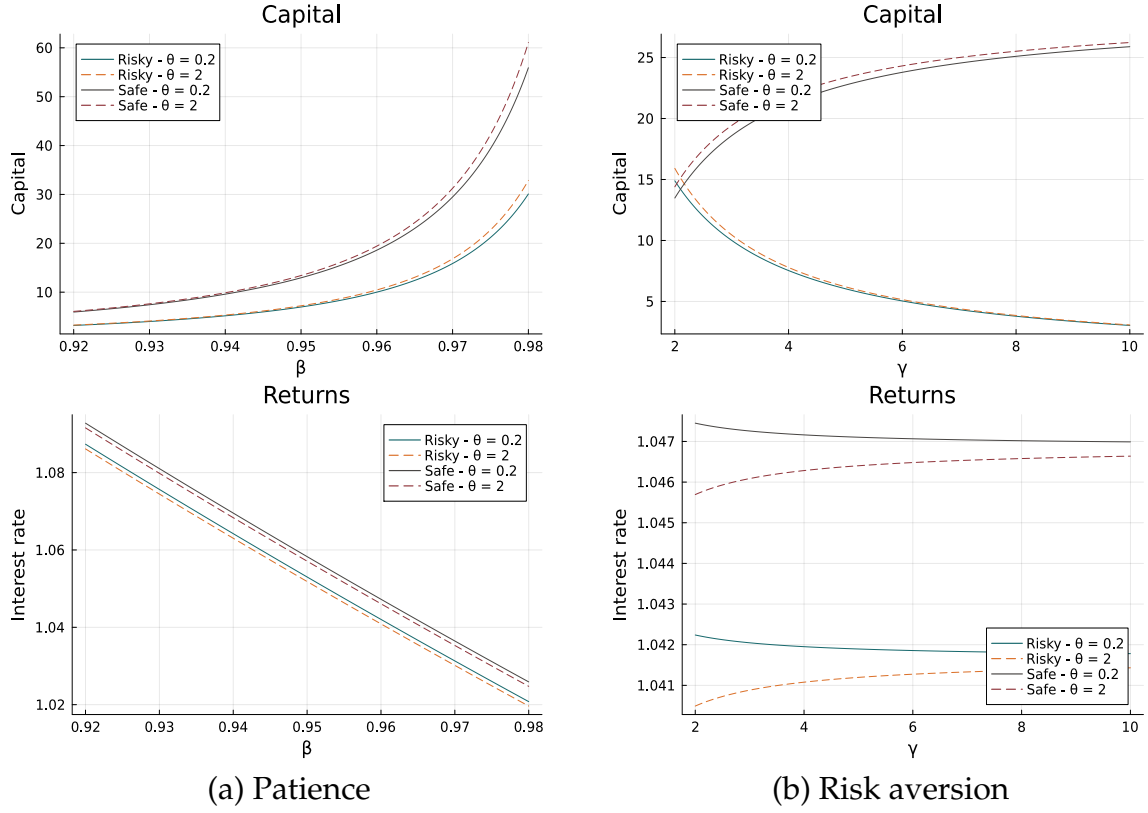 Capital
60
50
40
30
20
10
Capital
Risky - θ = 0.2
Risky - θ = 2
Safe - θ = 0.2
Safe - θ = 2
0.92 0.93 0.94 0.95 0.96 0.97 0.98
β
Capital
25
20
15
10
5
Capital
Risky - θ = 0.2
Risky - θ = 2
Safe - θ = 0.2
Safe - θ = 2
2 4 6 8 10
γ
Returns
1.08
1.06
1.04
1.02
Interest rate
Risky - θ = 0.2
Risky - θ = 2
Safe - θ = 0.2
Safe - θ = 2
0.92 0.93 0.94 0.95 0.96 0.97 0.98
β
Returns
1.047
1.046
1.045
1.044
1.043
1.042
1.041
Interest rate
Risky - θ = 0.2
Risky - θ = 2
Safe - θ = 0.2
Safe - θ = 2
2 4 6 8 10
γ
(a) Patience
(b) Risk aversion